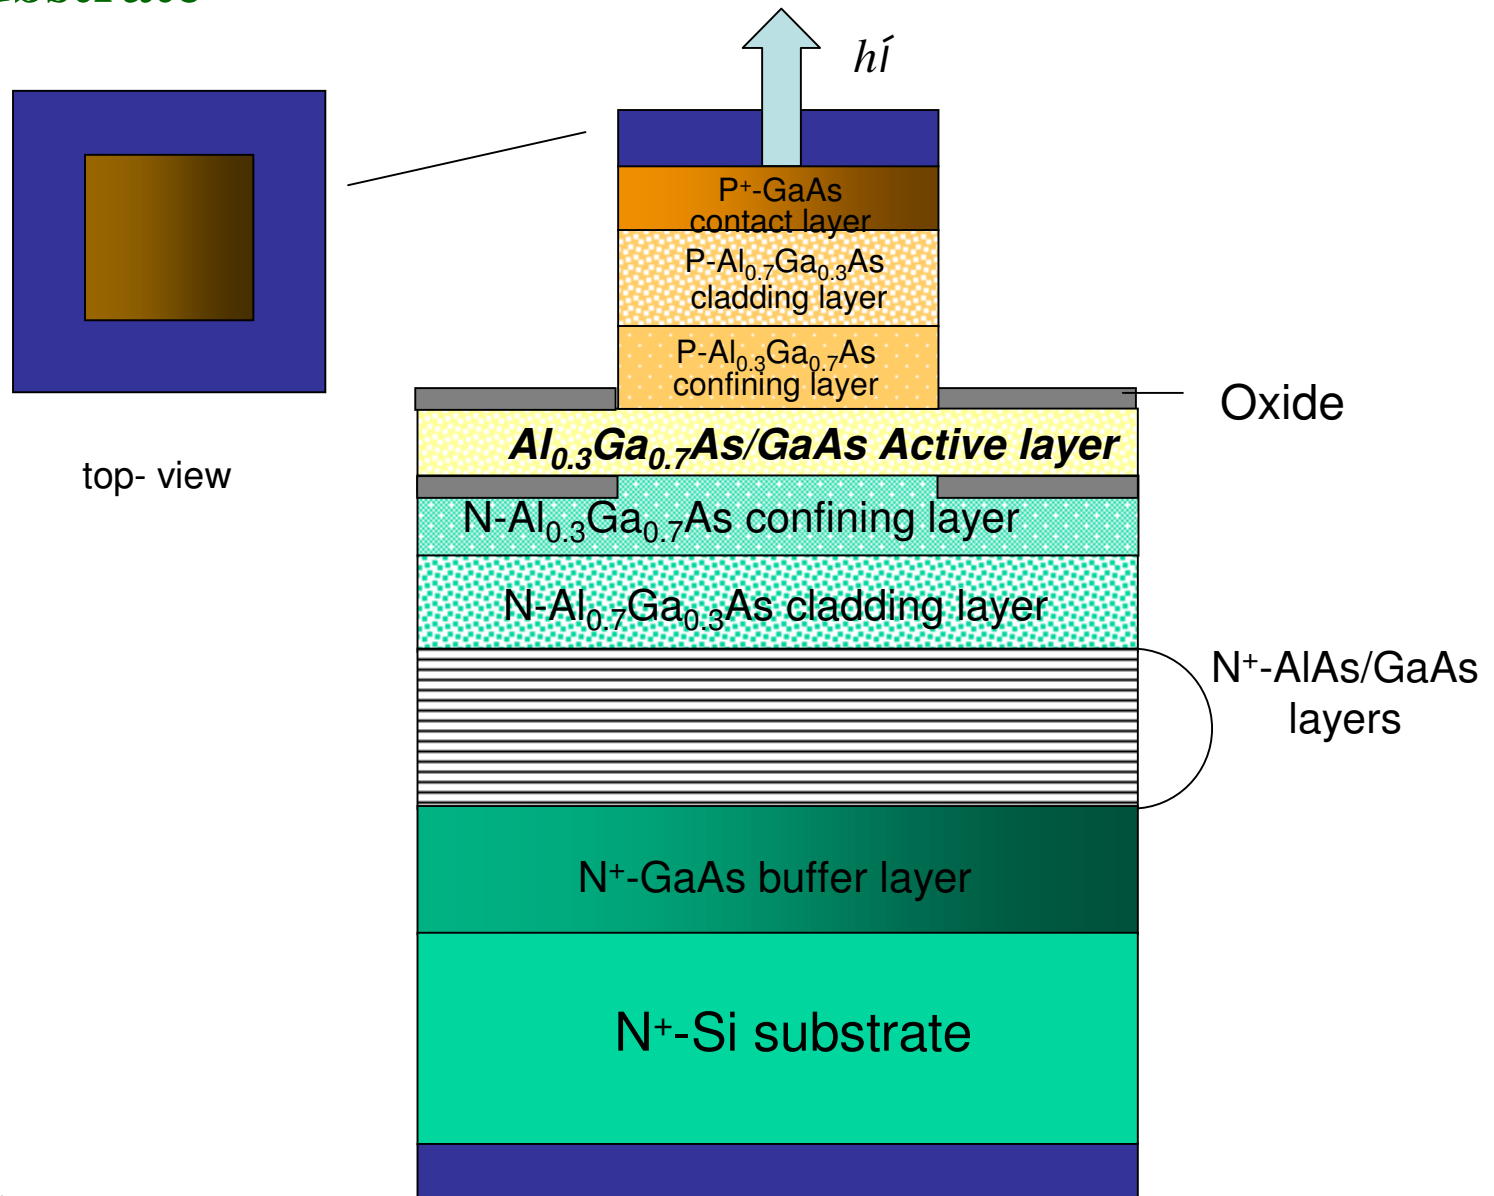 hí
P⁺-GaAs
contact layer
P-Al₀.₇Ga₀.₃As
cladding layer
P-Al₀.₃Ga₀.₇As
confining layer
Oxide
Al₀.₃Ga₀.₇As/GaAs Active layer
top- view
N-Al₀.₃Ga₀.₇As confining layer
N-Al₀.₇Ga₀.₃As cladding layer
N⁺-AlAs/GaAs
layers
N⁺-GaAs buffer layer
N⁺-Si substrate